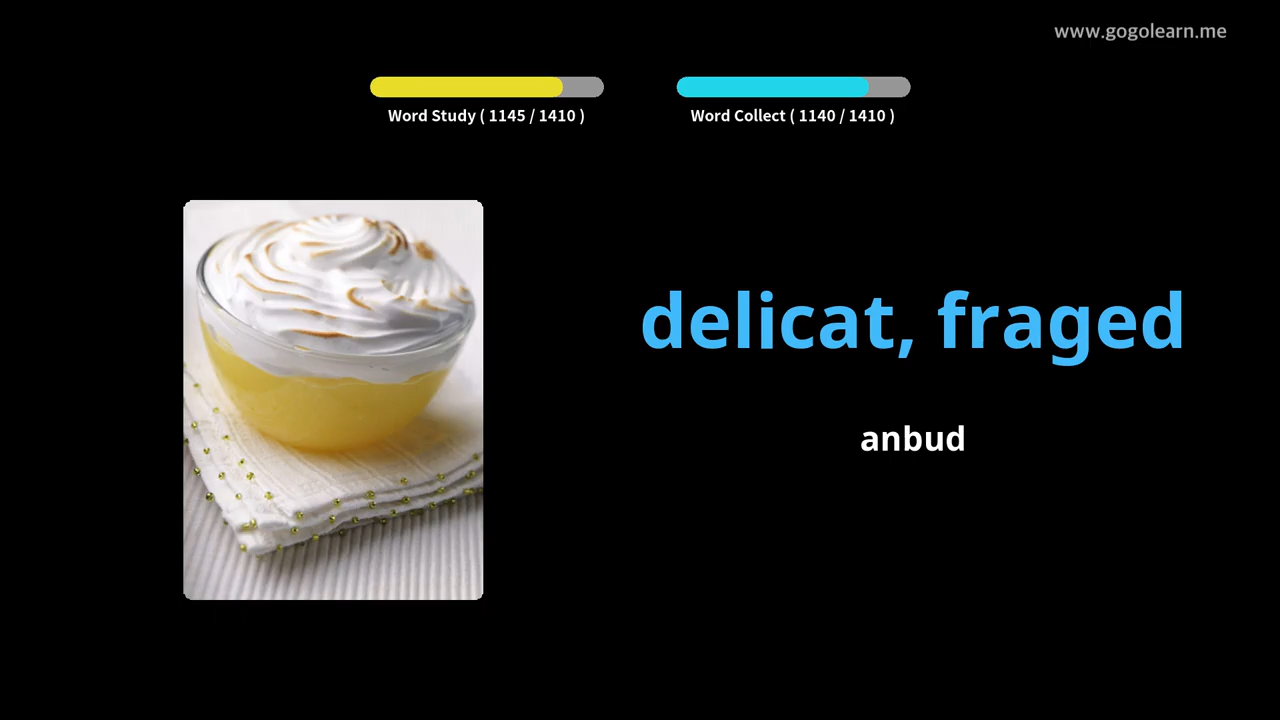 www.gogolearn.me
Word Study ( 1145 / 1410 )
Word Collect ( 1140 / 1410 )
delicat, fraged
anbud